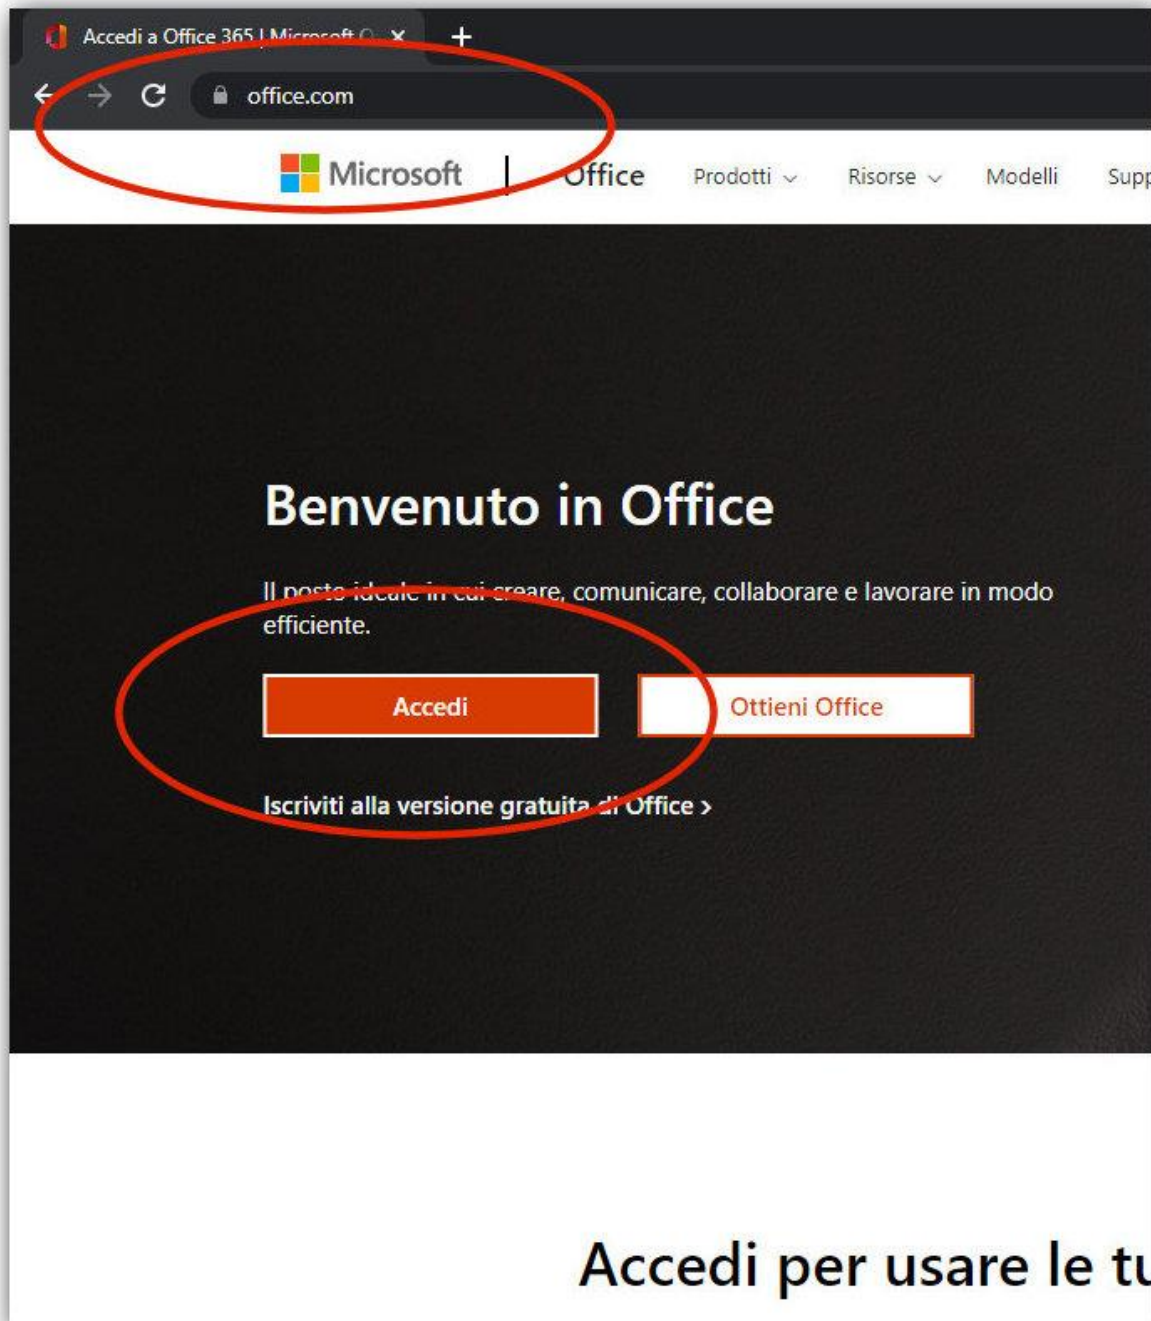 Accedi a Office 365 | Microsoft O
office.com
Microsoft | Office Prodotti Risorse Modelli Supp
Benvenuto in Office
Il posto ideale in cui creare, comunicare, collaborare e lavorare in modo
efficiente.
Accedi Ottieni Office
Iscriviti alla versione gratuita di Office >
Accedi per usare le tu